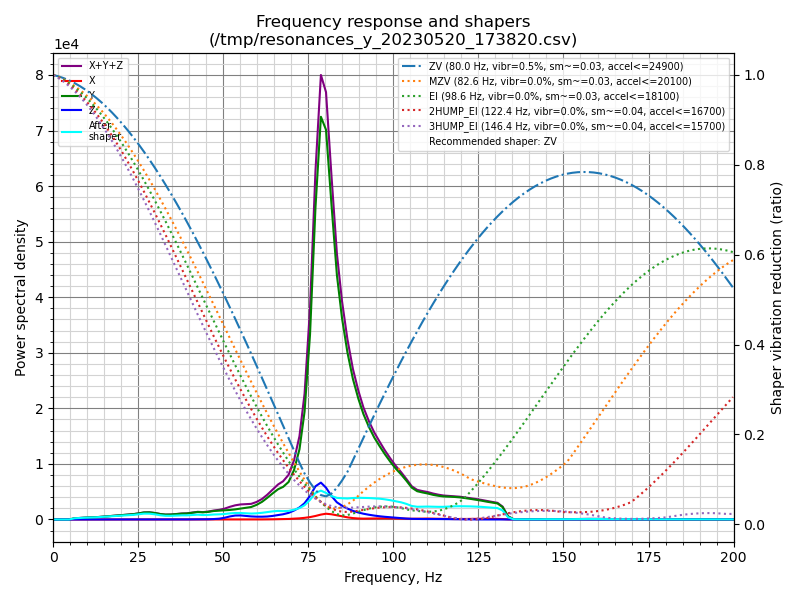 Frequency response and shapers
(/tmp/resonances_y_20230520_173820.csv)
1e4
X+Y+Z
X
Y
Z
After
shaper
ZV (80.0 Hz, vibr=0.5%, sm~=0.03, accel<=24900)
MZV (82.6 Hz, vibr=0.0%, sm~=0.03, accel<=20100)
EI (98.6 Hz, vibr=0.0%, sm~=0.03, accel<=18100)
2HUMP_EI (122.4 Hz, vibr=0.0%, sm~=0.04, accel<=16700)
3HUMP_EI (146.4 Hz, vibr=0.0%, sm~=0.04, accel<=15700)
Recommended shaper: ZV
8
7
6
5
4
3
2
1
0
Power spectral density
1.0
0.8
0.6
0.4
0.2
0.0
Shaper vibration reduction (ratio)
0 25 50 75 100 125 150 175 200
Frequency, Hz